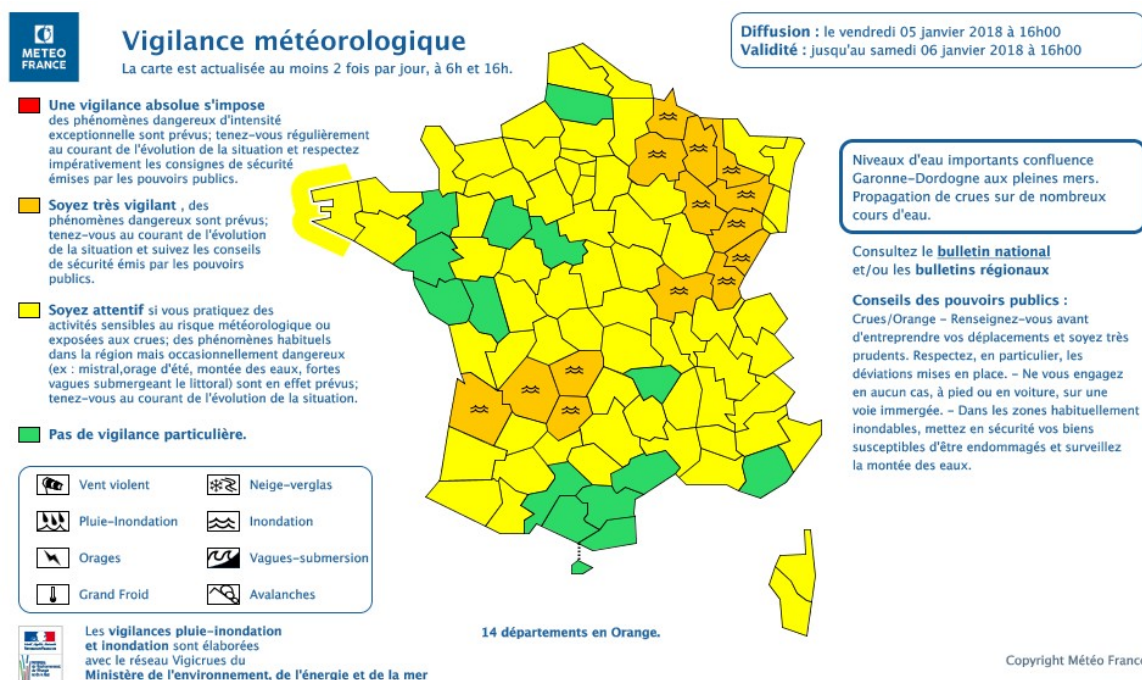 METEO
FRANCE
Vigilance météorologique
La carte est actualisée au moins 2 fois par jour, à 6h et 16h.
Diffusion : le vendredi 05 janvier 2018 à 16h00
Validité : jusqu'au samedi 06 janvier 2018 à 16h00
Une vigilance absolue s'impose
des phénomènes dangereux d'intensité
exceptionnelle sont prévus; tenez-vous régulièrement
au courant de l'évolution de la situation et respectez
impérativement les consignes de sécurité
émises par les pouvoirs publics.
Soyez très vigilant , des
phénomènes dangereux sont prévus;
tenez-vous au courant de l'évolution
de la situation et suivez les conseils
de sécurité émis par les pouvoirs
publics.
Soyez attentif si vous pratiquez des
activités sensibles au risque météorologique ou
exposées aux crues; des phénomènes habituels
dans la région mais occasionnellement dangereux
(ex : mistral,orage d'été, montée des eaux, fortes
vagues submergeant le littoral) sont en effet prévus;
tenez-vous au courant de l'évolution de la situation.
Pas de vigilance particulière.
Vent violent
Neige-verglas
Pluie-Inondation
Inondation
Orages
Vagues-submersion
Grand Froid
Avalanches
Les vigilances pluie-inondation
et inondation sont élaborées
avec le réseau Vigicrues du
Ministère de l'environnement, de l'énergie et de la mer
14 départements en Orange.
Niveaux d'eau importants confluence
Garonne-Dordogne aux pleines mers.
Propagation de crues sur de nombreux
cours d'eau.
Consultez le bulletin national
et/ou les bulletins régionaux
Conseils des pouvoirs publics :
Crues/Orange – Renseignez-vous avant
d'entreprendre vos déplacements et soyez très
prudents. Respectez, en particulier, les
déviations mises en place. – Ne vous engagez
en aucun cas, à pied ou en voiture, sur une
voie immergée. – Dans les zones habituellement
inondables, mettez en sécurité vos biens
susceptibles d'être endommagés et surveillez
la montée des eaux.
Copyright Météo France